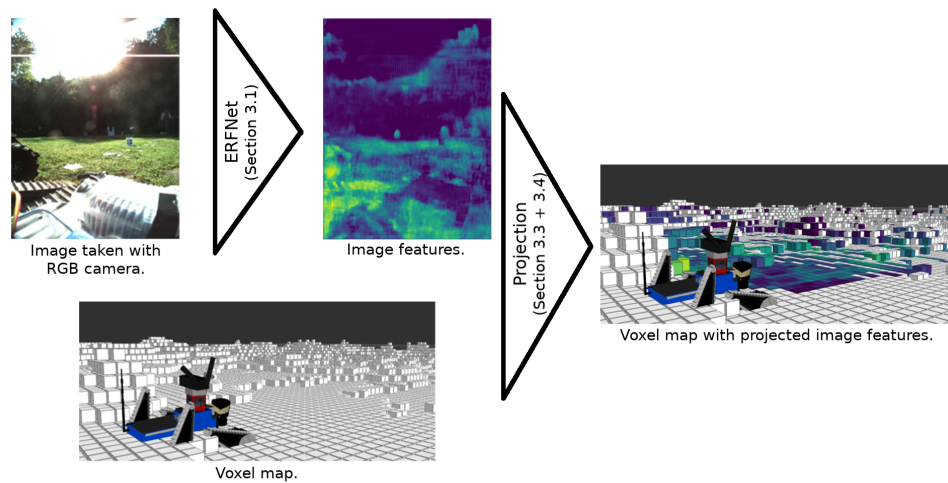 Image taken with
RGB camera.
ERFNet
(Section 3.1)
Image features.
Voxel map.
Projection
(Section 3.3 + 3.4)
Voxel map with projected image features.